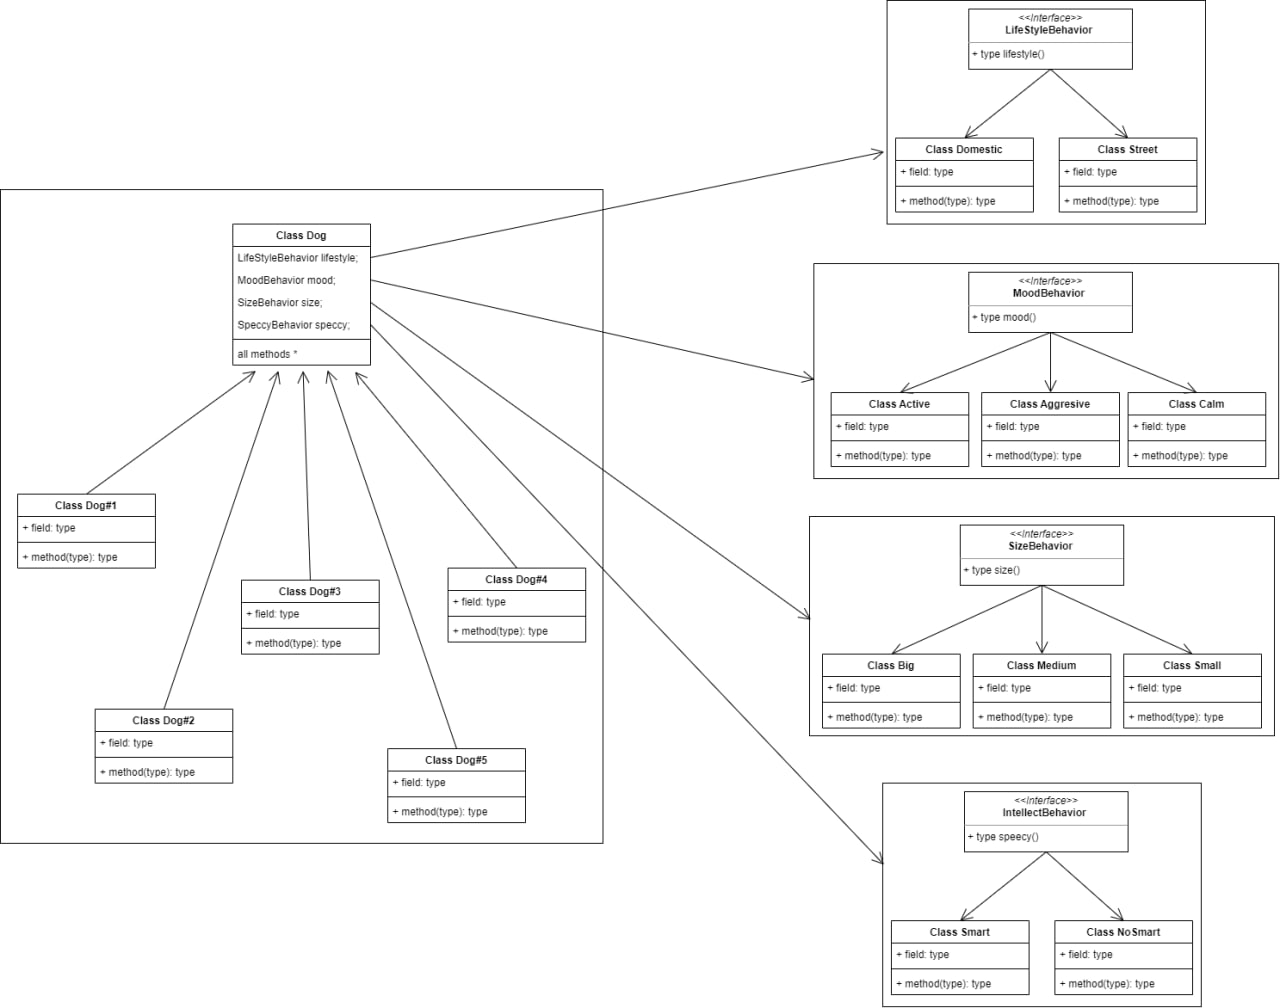 <<Interface>>
LifeStyleBehavior
+ type lifestyle()
Class Domestic
+ field: type
+ method(type): type
Class Street
+ field: type
+ method(type): type
Class Dog
LifeStyleBehavior lifestyle;
MoodBehavior mood;
SizeBehavior size;
SpeccyBehavior speccy;
all methods *
<<Interface>>
MoodBehavior
+ type mood()
Class Active
+ field: type
+ method(type): type
Class Aggresive
+ field: type
+ method(type): type
Class Calm
+ field: type
+ method(type): type
Class Dog#1
+ field: type
+ method(type): type
Class Dog#3
+ field: type
+ method(type): type
Class Dog#4
+ field: type
+ method(type): type
Class Dog#2
+ field: type
+ method(type): type
Class Dog#5
+ field: type
+ method(type): type
<<Interface>>
SizeBehavior
+ type size()
Class Big
+ field: type
+ method(type): type
Class Medium
+ field: type
+ method(type): type
Class Small
+ field: type
+ method(type): type
<<Interface>>
IntellectBehavior
+ type speecy()
Class Smart
+ field: type
+ method(type): type
Class NoSmart
+ field: type
+ method(type): type